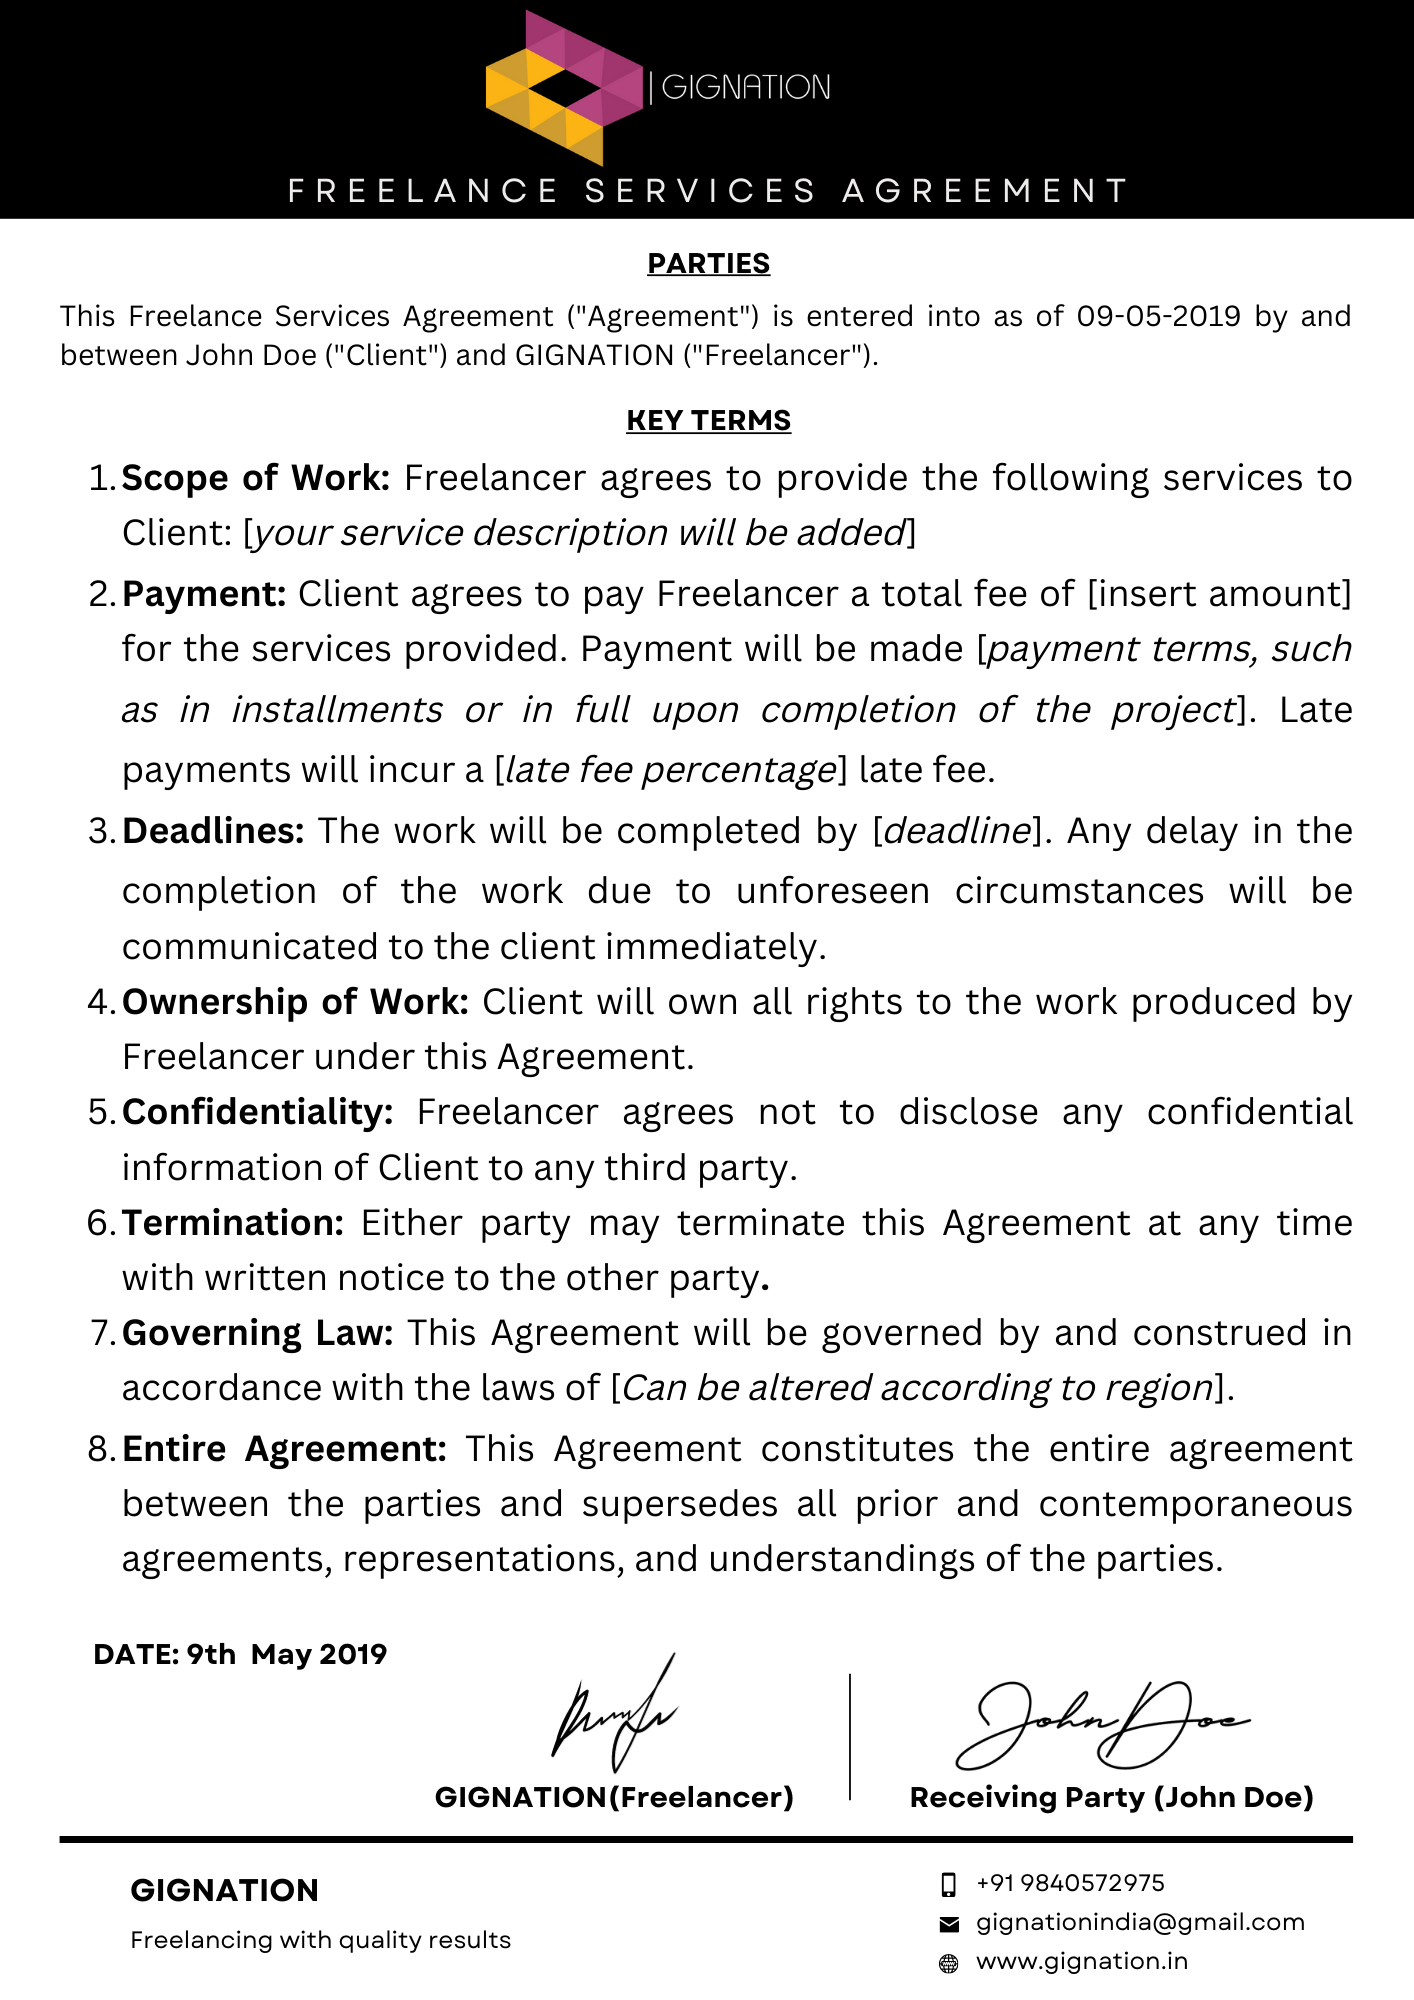 GIGNATION
FREELANCE SERVICES AGREEMENT
PARTIES
This Freelance Services Agreement ("Agreement") is entered into as of 09-05-2019 by and
between John Doe ("Client") and GIGNATION ("Freelancer").
KEY TERMS
1. Scope of Work: Freelancer agrees to provide the following services to
Client: [your service description will be added]
2. Payment: Client agrees to pay Freelancer a total fee of [insert amount]
for the services provided. Payment will be made [payment terms, such
as in installments or in full upon completion of the project]. Late
payments will incur a [late fee percentage] late fee.
3. Deadlines: The work will be completed by [deadline]. Any delay in the
completion of the work due to unforeseen circumstances will be
communicated to the client immediately.
4. Ownership of Work: Client will own all rights to the work produced by
Freelancer under this Agreement.
5. Confidentiality: Freelancer agrees not to disclose any confidential
information of Client to any third party.
6. Termination: Either party may terminate this Agreement at any time
with written notice to the other party.
7. Governing Law: This Agreement will be governed by and construed in
accordance with the laws of [Can be altered according to region].
8. Entire Agreement: This Agreement constitutes the entire agreement
between the parties and supersedes all prior and contemporaneous
agreements, representations, and understandings of the parties.
DATE: 9th May 2019
John Doe
GIGNATION(Freelancer)
Receiving Party (John Doe)
GIGNATION
Freelancing with quality results
+91 9840572975
gignationindia@gmail.com
www.gignation.in